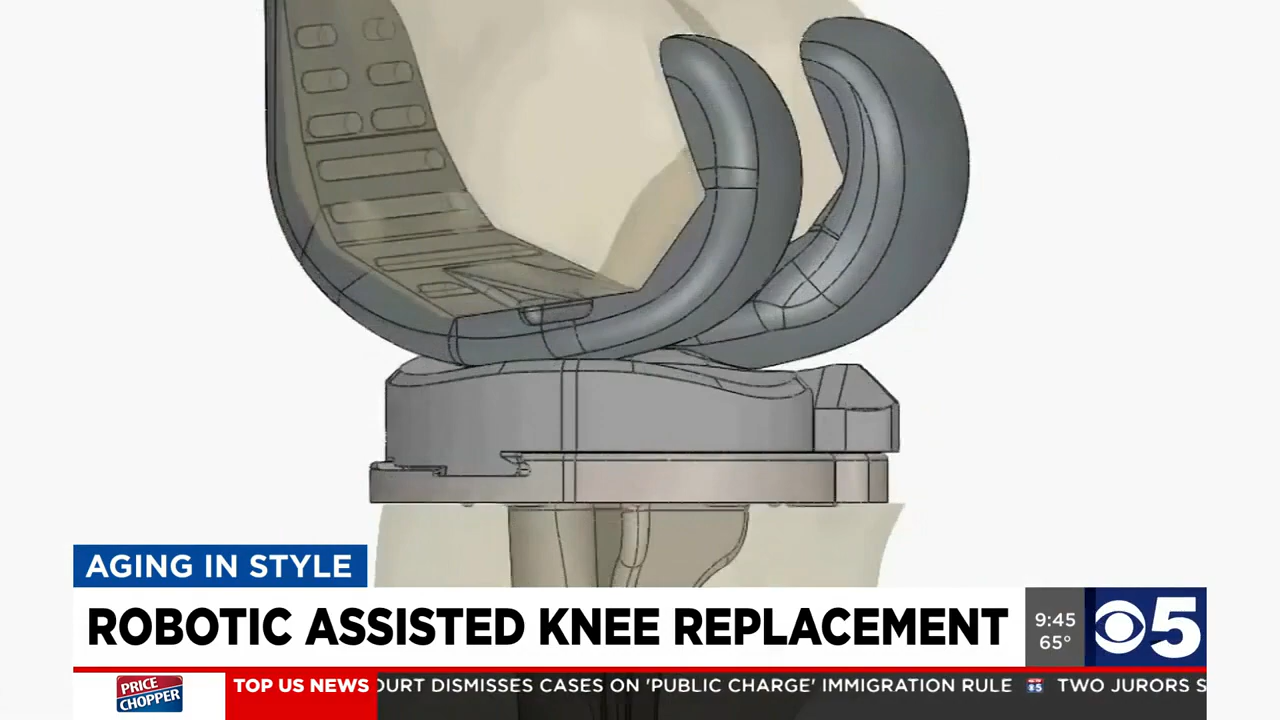 AGING IN STYLE
ROBOTIC ASSISTED KNEE REPLACEMENT
9:45
65°
5
PRICE
CHOPPER
TOP US NEWS
OURT DISMISSES CASES ON 'PUBLIC CHARGE' IMMIGRATION RULE 5 TWO JURORS S